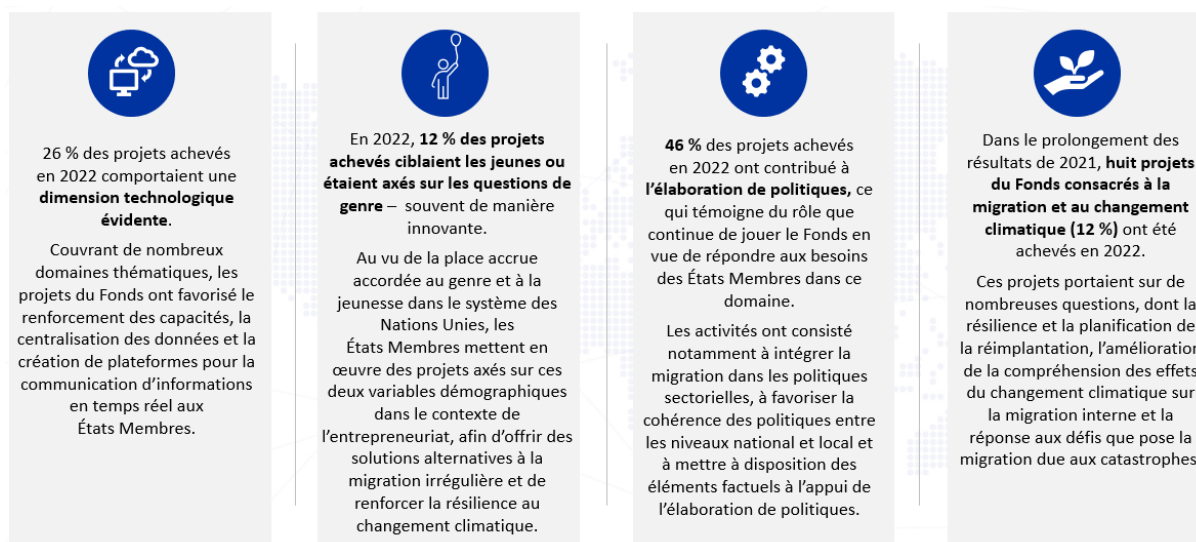 26 % des projets achevés
en 2022 comportaient une
dimension technologique
évidente.
Couvrant de nombreux
domaines thématiques, les
projets du Fonds ont favorisé le
renforcement des capacités, la
centralisation des données et la
création de plateformes pour la
communication d’informations
en temps réel aux
États Membres.
En 2022, 12 % des projets
achevés ciblaient les jeunes ou
étaient axés sur les questions de
genre – souvent de manière
innovante.
Au vu de la place accrue
accordée au genre et à la
jeunesse dans le système des
Nations Unies, les
États Membres mettent en
œuvre des projets axés sur ces
deux variables démographiques
dans le contexte de
l’entrepreneuriat, afin d’offrir des
solutions alternatives à la
migration irrégulière et de
renforcer la résilience au
changement climatique.
46 % des projets achevés
en 2022 ont contribué à
l’élaboration de politiques, ce
qui témoigne du rôle que
continue de jouer le Fonds en
vue de répondre aux besoins
des États Membres dans ce
domaine.
Les activités ont consisté
notamment à intégrer la
migration dans les politiques
sectorielles, à favoriser la
cohérence des politiques entre
les niveaux national et local et
à mettre à disposition des
éléments factuels à l’appui de
l’élaboration de politiques.
Dans le prolongement des
résultats de 2021, huit projets
du Fonds consacrés à la
migration et au changement
climatique (12 %) ont été
achevés en 2022.
Ces projets portaient sur de
nombreuses questions, dont la
résilience et la planification de
la réimplantation, l’amélioration
de la compréhension des effets
du changement climatique sur
la migration interne et la
réponse aux défis que pose la
migration due aux catastrophes